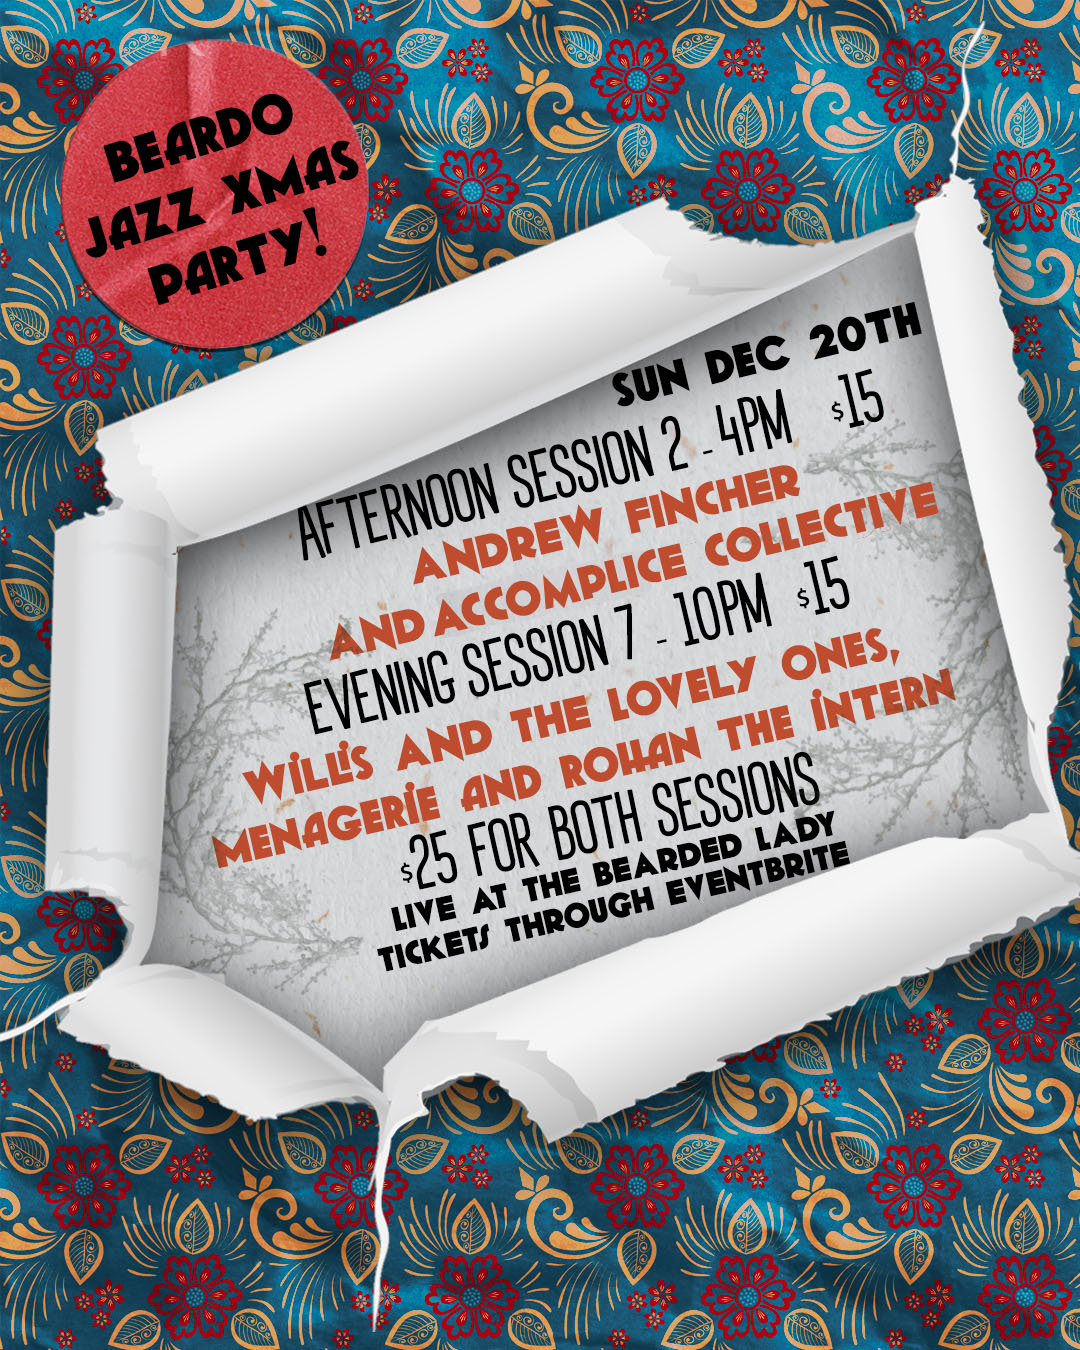 BEARDO
JAZZ XMAS
PARTY!
SUN DEC 20TH
AFTERNOON SESSION 2 - 4PM $15
ANDREW FINCHER
AND ACCOMPLICE COLLECTIVE
EVENING SESSION 7 - 10PM $15
WILLIS AND THE LOVELY ONES,
MENAGERIE AND ROHAN THE INTERN
$25 FOR BOTH SESSIONS
LIVE AT THE BEARDED LADY
TICKETS THROUGH EVENTBRITE